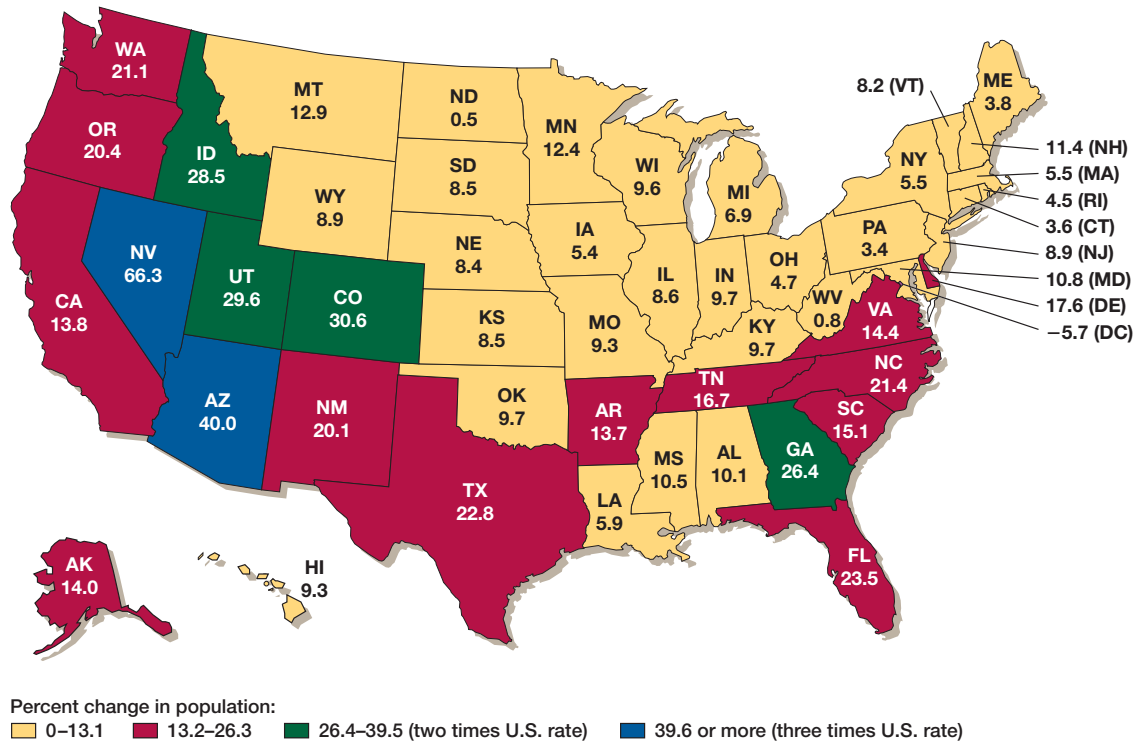 WA
21.1
OR
20.4
CA
13.8
ID
28.5
NV
66.3
UT
29.6
AZ
40.0
MT
12.9
WY
8.9
CO
30.6
NM
20.1
ND
0.5
SD
8.5
NE
8.4
KS
8.5
OK
9.7
TX
22.8
MN
12.4
IA
5.4
MO
9.3
AR
13.7
LA
5.9
WI
9.6
IL
8.6
MI
6.9
IN
9.7
OH
4.7
KY
9.7
TN
16.7
MS
10.5
AL
10.1
GA
26.4
FL
23.5
SC
15.1
NC
21.4
VA
14.4
WV
0.8
PA
3.4
NY
5.5
ME
3.8
8.2 (VT)
11.4 (NH)
5.5 (MA)
4.5 (RI)
3.6 (CT)
8.9 (NJ)
10.8 (MD)
17.6 (DE)
−5.7 (DC)
AK
14.0
HI
9.3
Percent change in population:
0–13.1
13.2–26.3
26.4–39.5 (two times U.S. rate)
39.6 or more (three times U.S. rate)